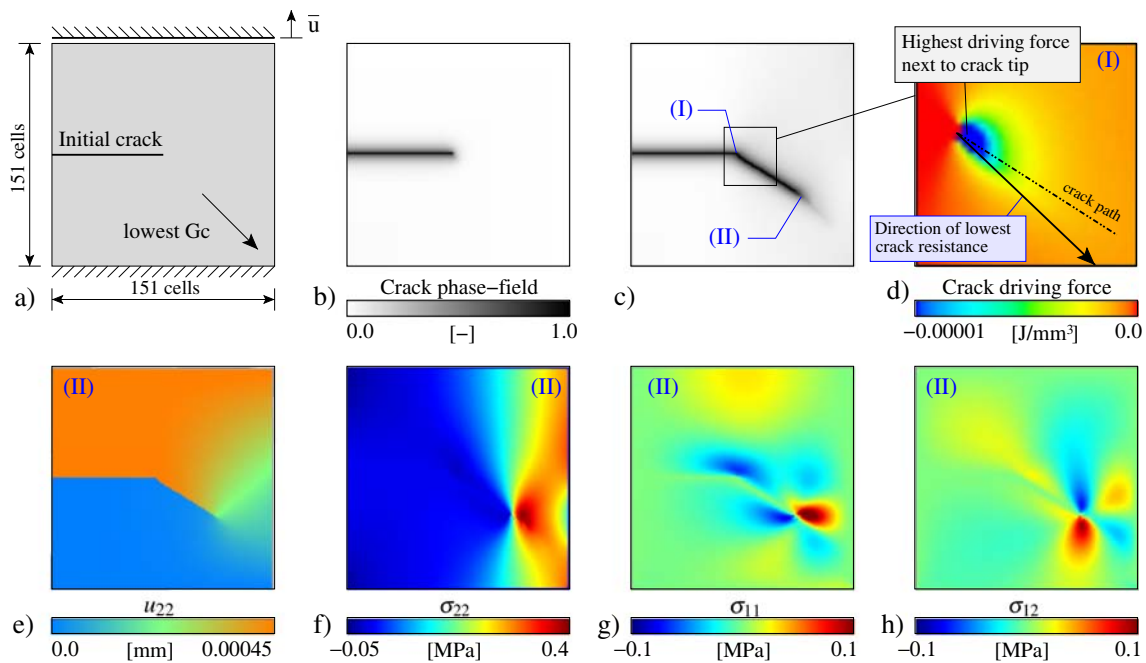 u̅
151 cells
Initial crack
lowest Gc
a)
151 cells
b)
Crack phase−field
0.0 [−] 1.0
(I)
(II)
c)
Highest driving force
next to crack tip
(I)
crack path
Direction of lowest
crack resistance
d)
Crack driving force
−0.00001 [J/mm³] 0.0
(II)
u₂₂
e)
0.0 [mm] 0.00045
(II)
σ₂₂
f)
−0.05 [MPa] 0.4
(II)
σ₁₁
g)
−0.1 [MPa] 0.1
(II)
σ₁₂
h)
−0.1 [MPa] 0.1